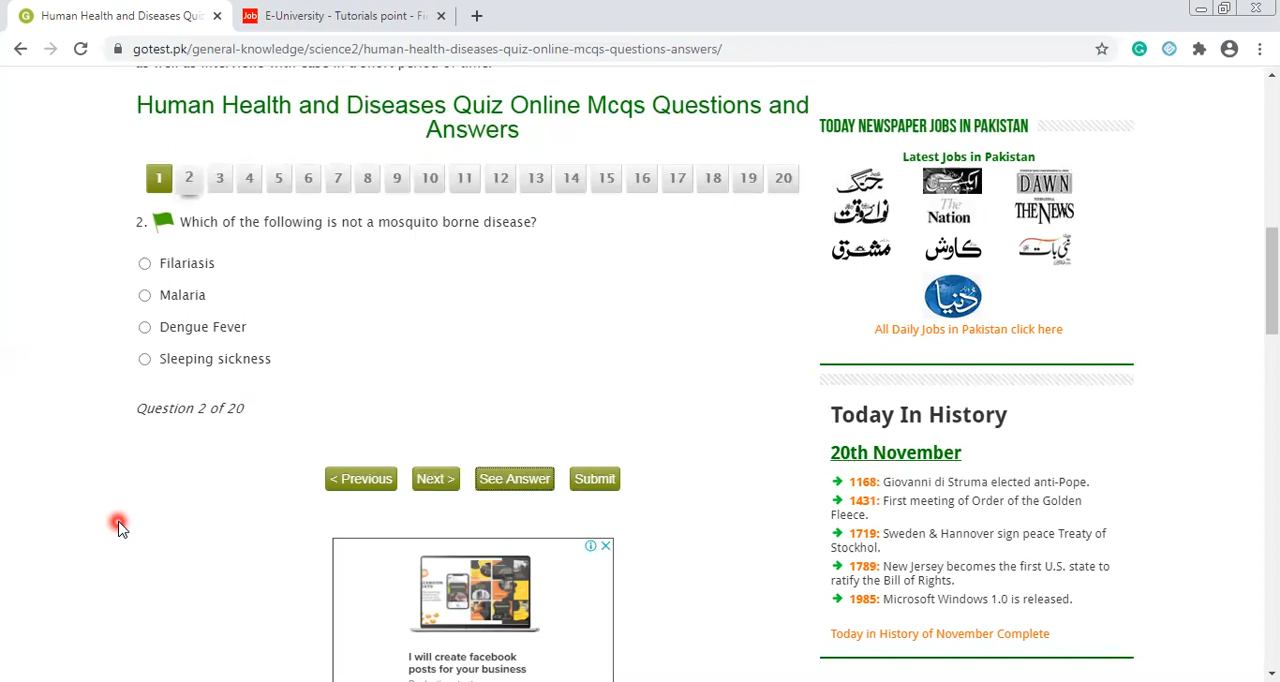 Human Health and Diseases Qui
Job E-University - Tutorials point - Fi
gotest.pk/general-knowledge/science2/human-health-diseases-quiz-online-mcqs-questions-answers/
Human Health and Diseases Quiz Online Mcqs Questions and
Answers
1 2 3 4 5 6 7 8 9 10 11 12 13 14 15 16 17 18 19 20
2. Which of the following is not a mosquito borne disease?
Filariasis
Malaria
Dengue Fever
Sleeping sickness
Question 2 of 20
< Previous Next > See Answer Submit
I will create facebook
posts for your business
TODAY NEWSPAPER JOBS IN PAKISTAN
Latest Jobs in Pakistan
جنگ ایکسپریس DAWN
نوائے وقت The Nation THE NEWS
مشرق کاوش نئی بات
دنیا
All Daily Jobs in Pakistan click here
Today In History
20th November
1168: Giovanni di Struma elected anti-Pope.
1431: First meeting of Order of the Golden
Fleece.
1719: Sweden & Hannover sign peace Treaty of
Stockhol.
1789: New Jersey becomes the first U.S. state to
ratify the Bill of Rights.
1985: Microsoft Windows 1.0 is released.
Today in History of November Complete